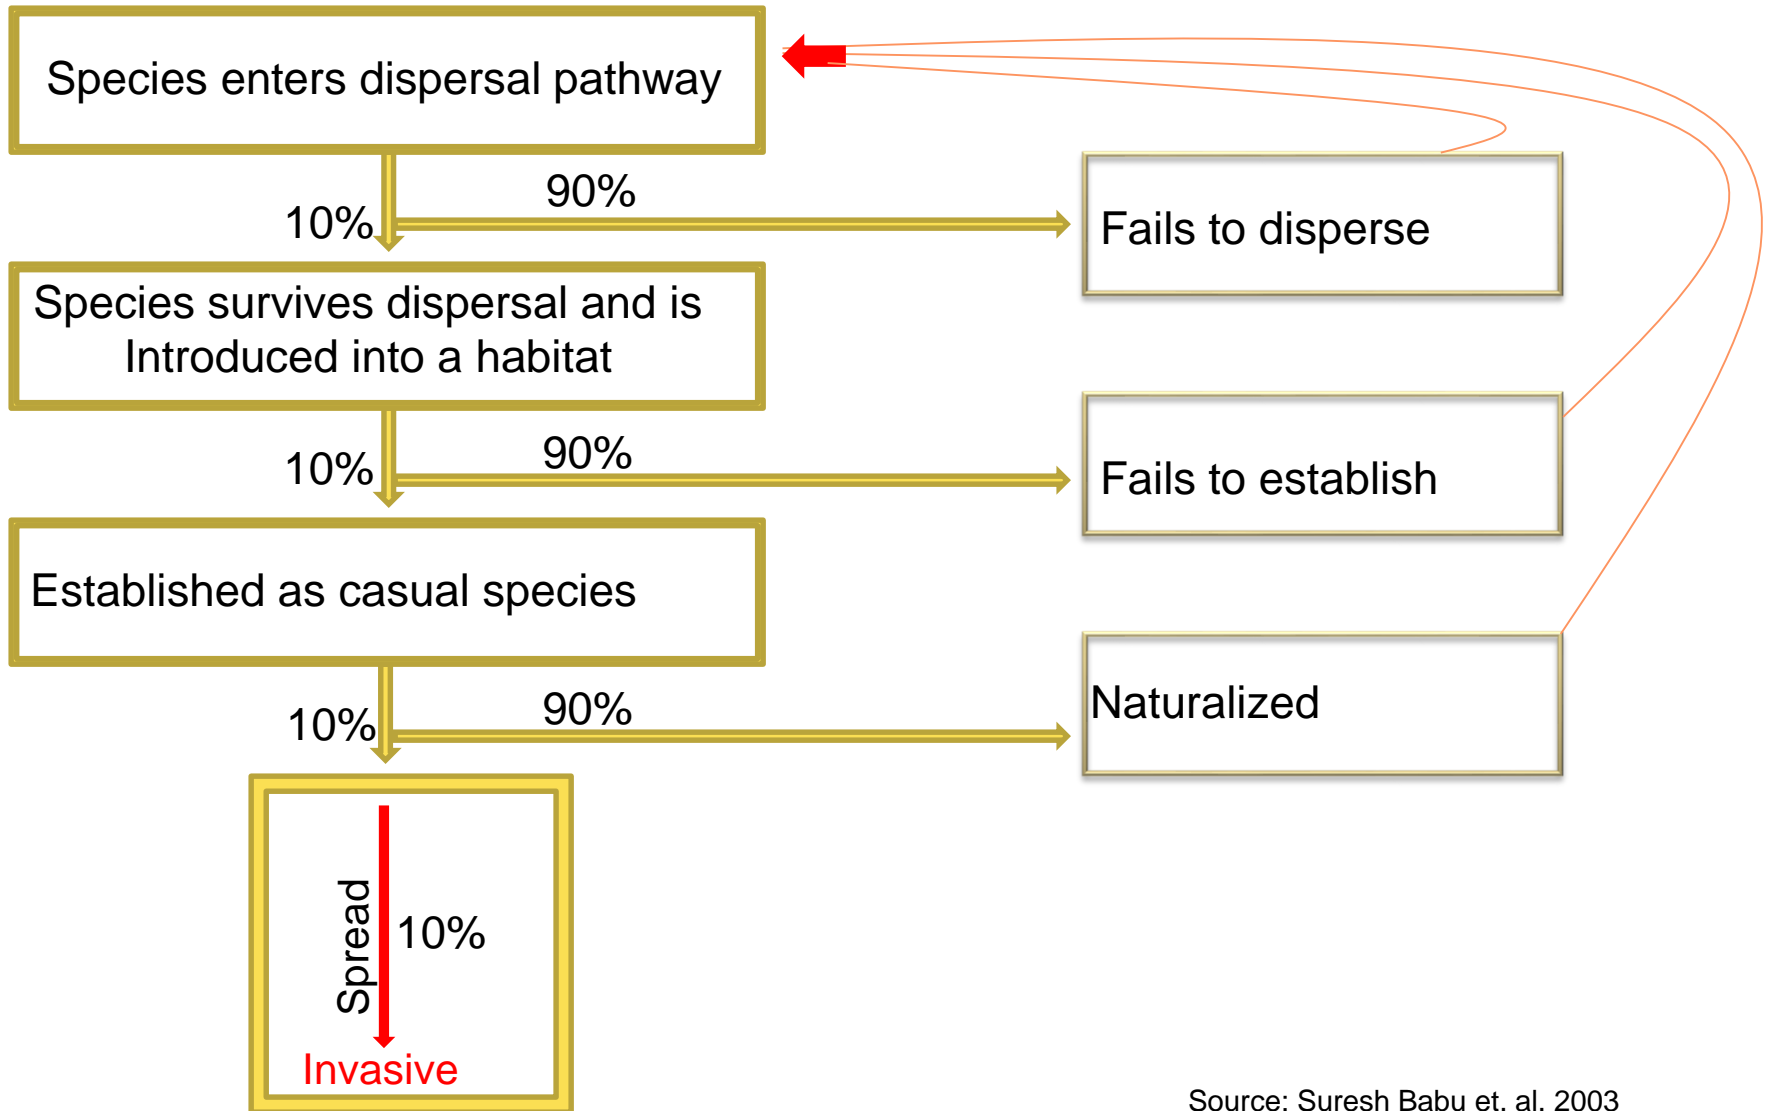 Species enters dispersal pathway
90%
10%
Fails to disperse
Species survives dispersal and is
Introduced into a habitat
90%
10%
Fails to establish
Established as casual species
90%
10%
Naturalized
Spread
10%
Invasive
Source: Suresh Babu et. al. 2003